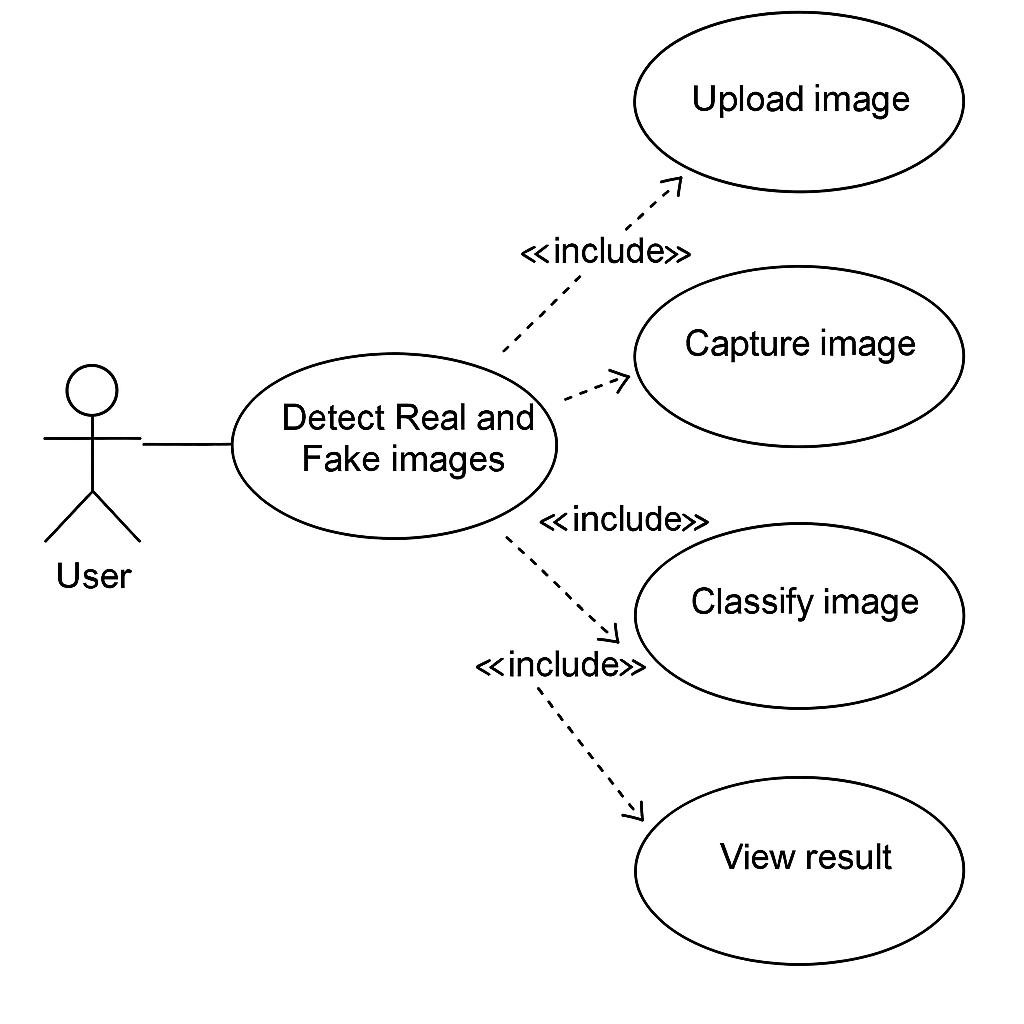 Upload image
≪include≫
Capture image
Detect Real and
Fake images
≪include≫
User
Classify image
≪include≫
View result